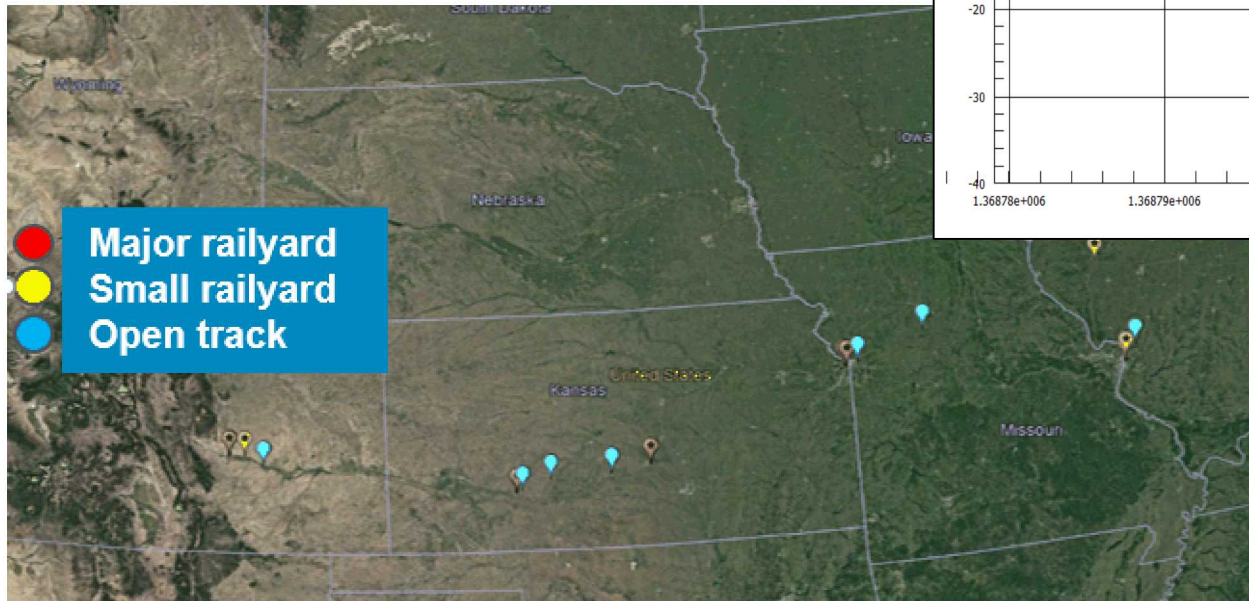 South Dakota
-20
Wyoming
-30
Iowa
-40
1.36878e+006 1.36879e+006
Nebraska
Major railyard
Small railyard
Open track
United States
Kansas
Missouri